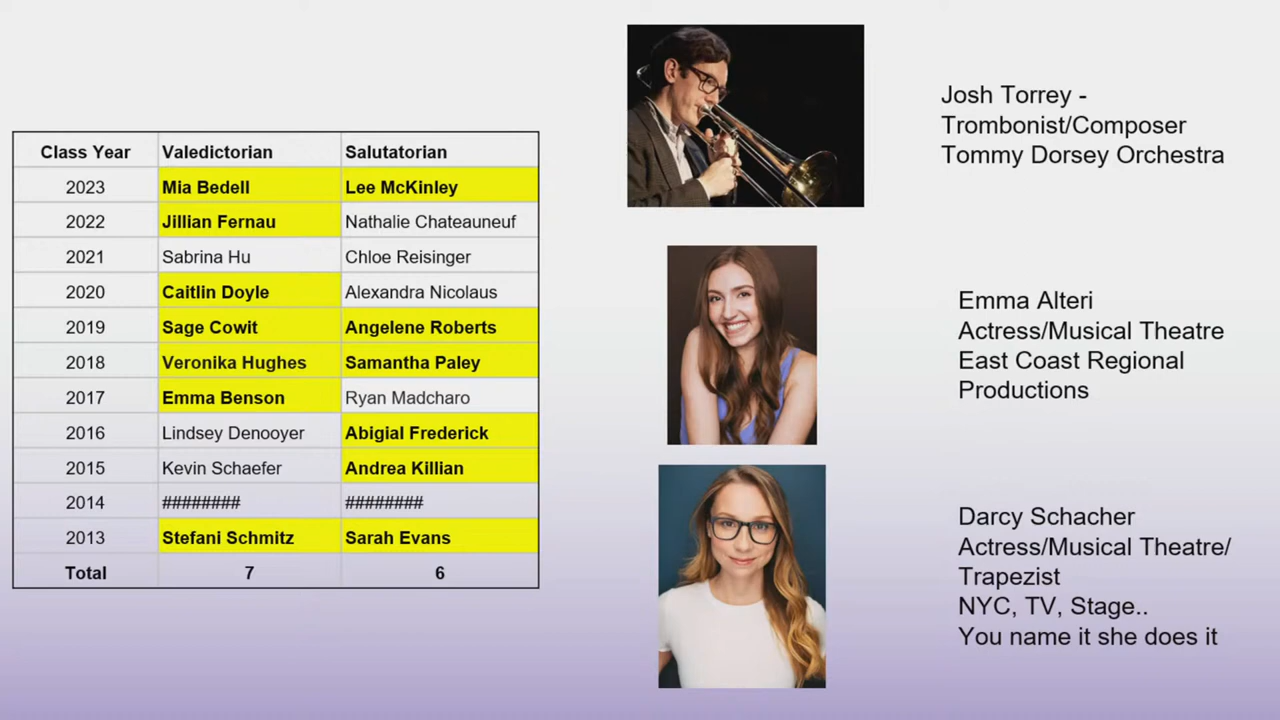 Class Year Valedictorian Salutatorian
2023 Mia Bedell Lee McKinley
2022 Jillian Fernau Nathalie Chateauneuf
2021 Sabrina Hu Chloe Reisinger
2020 Caitlin Doyle Alexandra Nicolaus
2019 Sage Cowit Angelene Roberts
2018 Veronika Hughes Samantha Paley
2017 Emma Benson Ryan Madcharo
2016 Lindsey Denooyer Abigial Frederick
2015 Kevin Schaefer Andrea Killian
2014 ######## ########
2013 Stefani Schmitz Sarah Evans
Total 7 6
Josh Torrey -
Trombonist/Composer
Tommy Dorsey Orchestra
Emma Alteri
Actress/Musical Theatre
East Coast Regional
Productions
Darcy Schacher
Actress/Musical Theatre/
Trapezist
NYC, TV, Stage..
You name it she does it